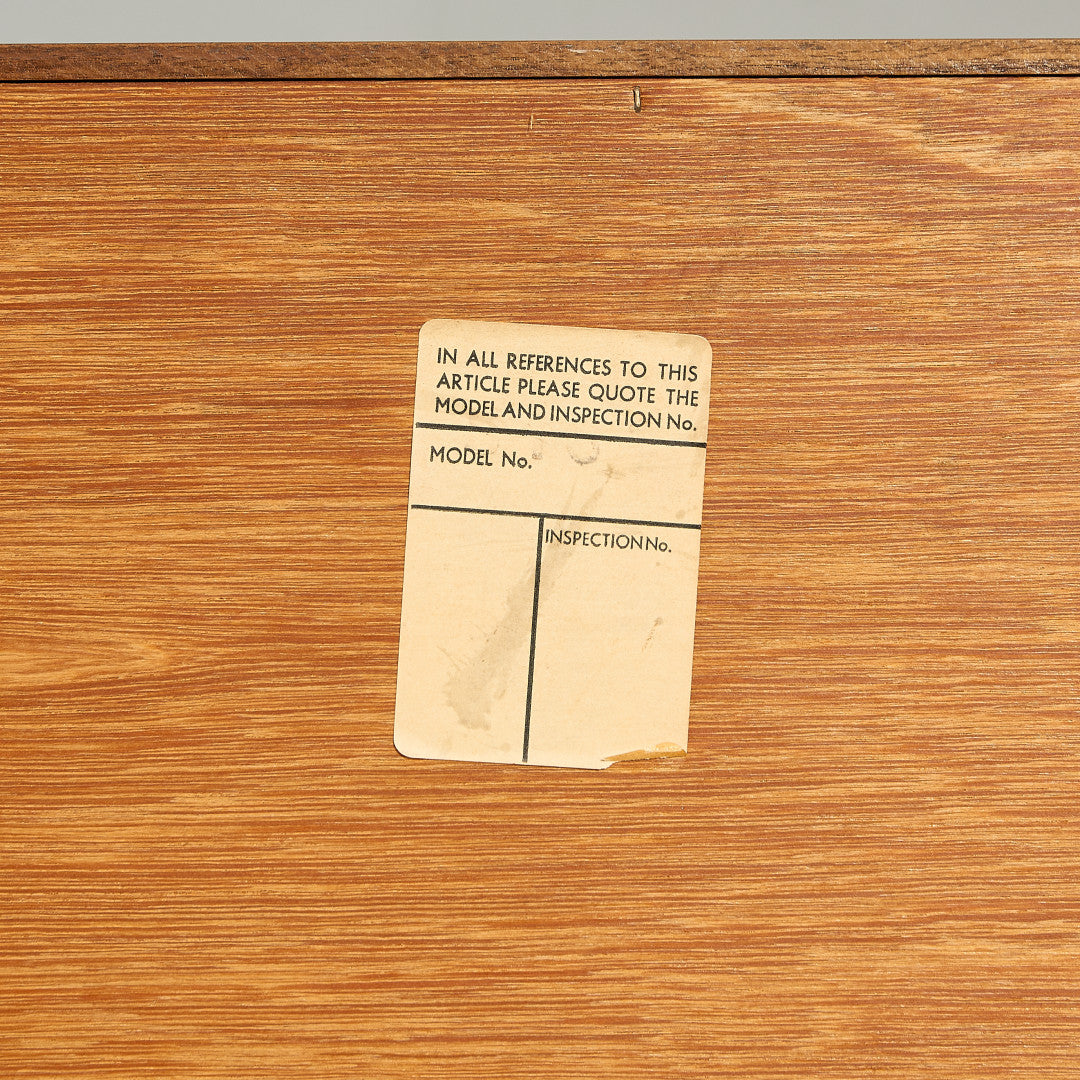 IN ALL REFERENCES TO THIS
ARTICLE PLEASE QUOTE THE
MODEL AND INSPECTION No.
MODEL No.
INSPECTION No.